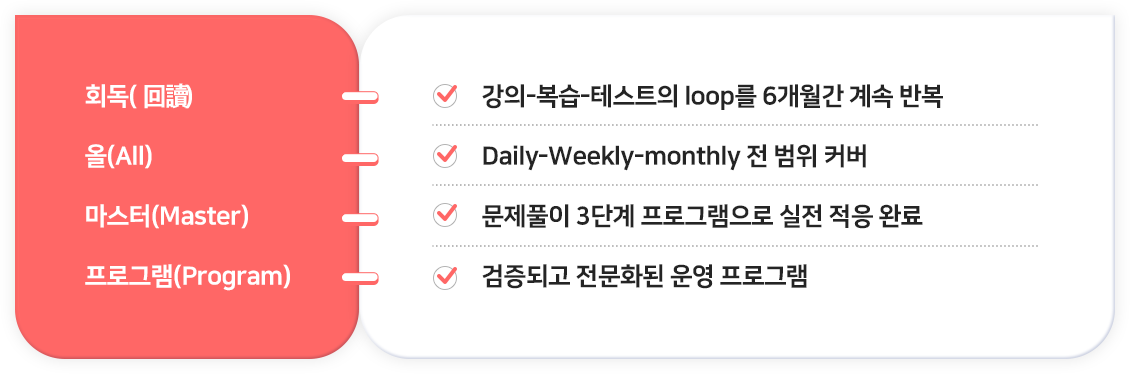 회독( 回讀)
강의-복습-테스트의 loop를 6개월간 계속 반복
올(All)
Daily-Weekly-monthly 전 범위 커버
마스터(Master)
문제풀이 3단계 프로그램으로 실전 적응 완료
프로그램(Program)
검증되고 전문화된 운영 프로그램